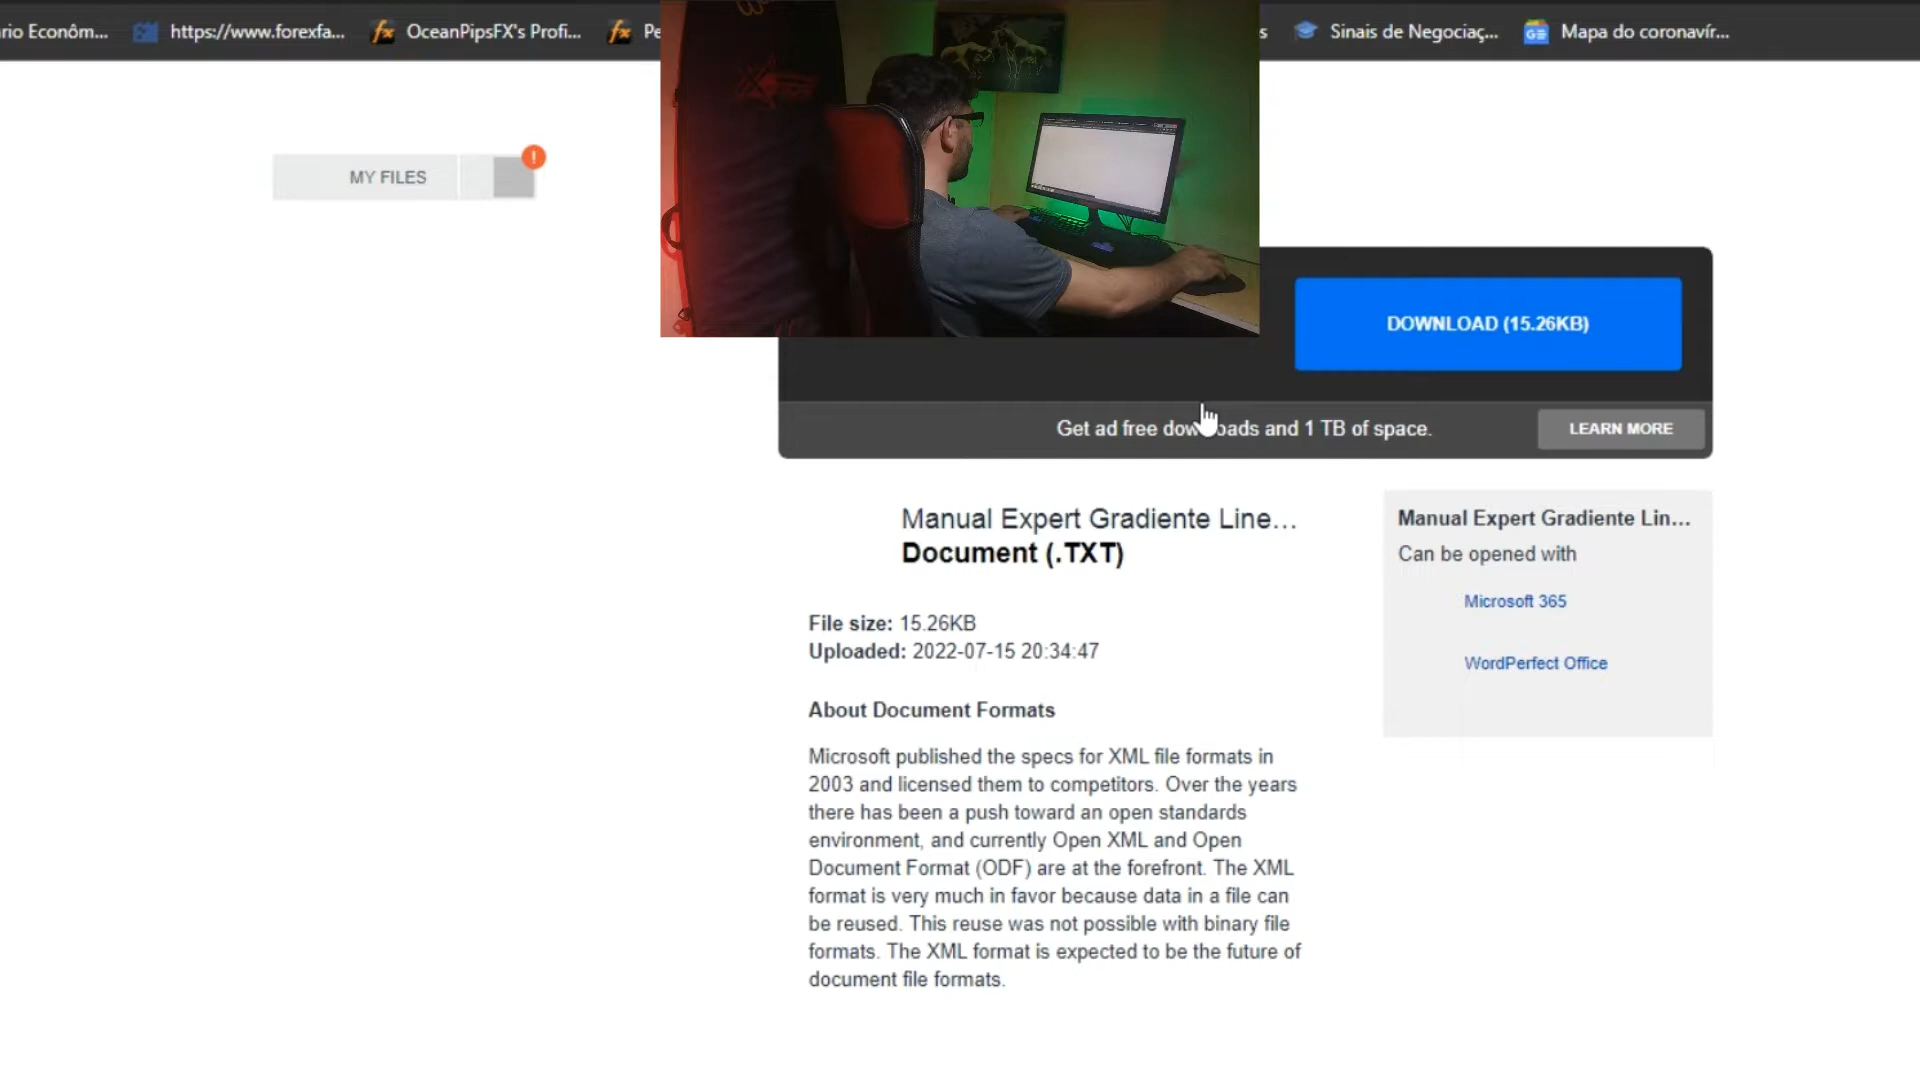 rio Econôm...
https://www.forexfa...
OceanPipsFX's Profi...
Sinais de Negociaç...
Mapa do coronavír...
MY FILES
!
DOWNLOAD (15.26KB)
Get ad free downloads and 1 TB of space.
LEARN MORE
Manual Expert Gradiente Line...
Document (.TXT)
File size: 15.26KB
Uploaded: 2022-07-15 20:34:47
About Document Formats
Microsoft published the specs for XML file formats in
2003 and licensed them to competitors. Over the years
there has been a push toward an open standards
environment, and currently Open XML and Open
Document Format (ODF) are at the forefront. The XML
format is very much in favor because data in a file can
be reused. This reuse was not possible with binary file
formats. The XML format is expected to be the future of
document file formats.
Manual Expert Gradiente Lin...
Can be opened with
Microsoft 365
WordPerfect Office